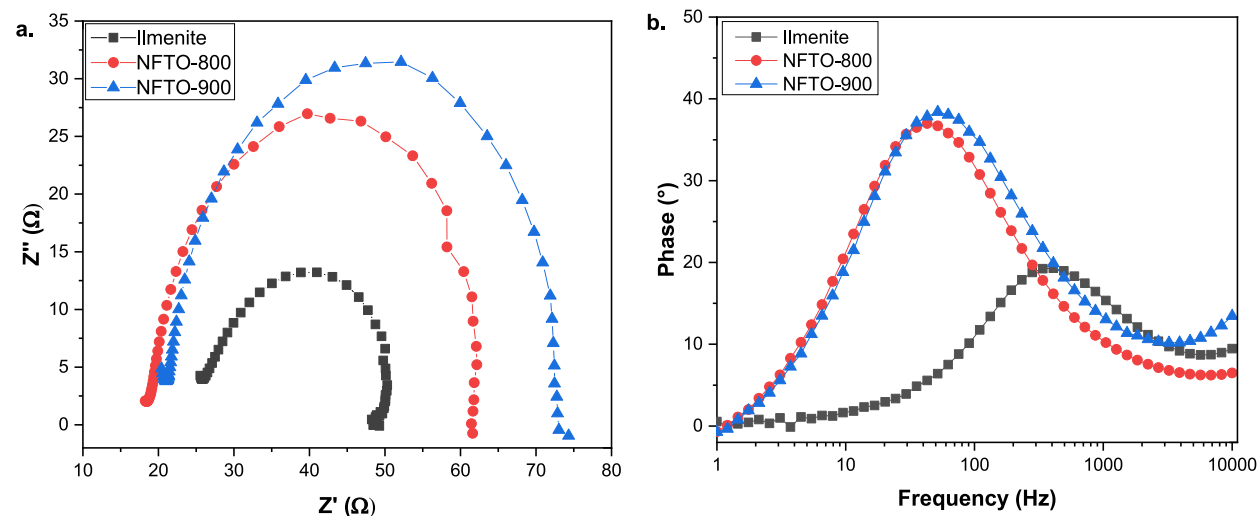 a.
Ilmenite
NFTO-800
NFTO-900
35
30
25
20
15
10
5
0
Z'' (Ω)
10 20 30 40 50 60 70 80
Z' (Ω)
b.
Ilmenite
NFTO-800
NFTO-900
50
40
30
20
10
0
Phase (°)
1 10 100 1000 10000
Frequency (Hz)